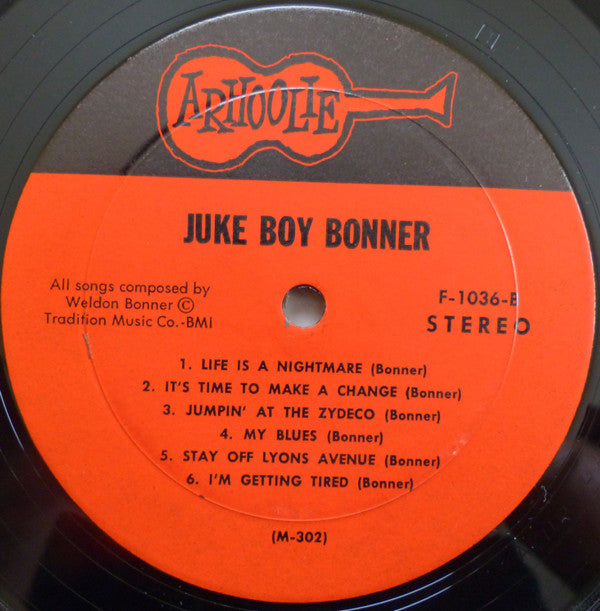 ARHOOLIE
JUKE BOY BONNER
All songs composed by
Weldon Bonner ©
Tradition Music Co.-BMI
F-1036-B
STEREO
1. LIFE IS A NIGHTMARE (Bonner)
2. IT'S TIME TO MAKE A CHANGE (Bonner)
3. JUMPIN' AT THE ZYDECO (Bonner)
4. MY BLUES (Bonner)
5. STAY OFF LYONS AVENUE (Bonner)
6. I'M GETTING TIRED (Bonner)
(M-302)